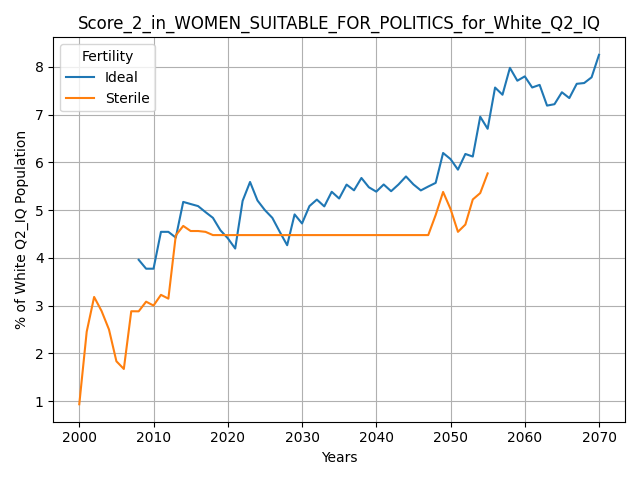 Score_2_in_WOMEN_SUITABLE_FOR_POLITICS_for_White_Q2_IQ
Fertility
Ideal
Sterile
% of White Q2_IQ Population
8
7
6
5
4
3
2
1
2000 2010 2020 2030 2040 2050 2060 2070
Years